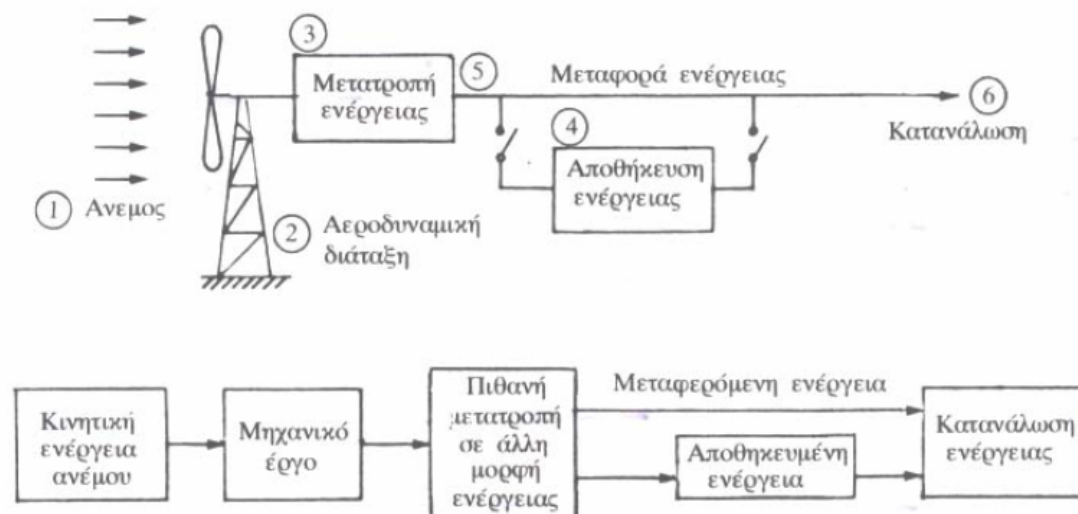 ③
Μετατροπή
ενέργειας
⑤
Μεταφορά ενέργειας
⑥
Κατανάλωση
④
Αποθήκευση
ενέργειας
① Ανεμος
② Αεροδυναμική
διάταξη
Κινητική
ενέργεια
ανέμου
Μηχανικό
έργο
Πιθανή
μετατροπή
σε άλλη
μορφή
ενέργειας
Μεταφερόμενη ενέργεια
Αποθηκευμένη
ενέργεια
Κατανάλωση
ενέργειας